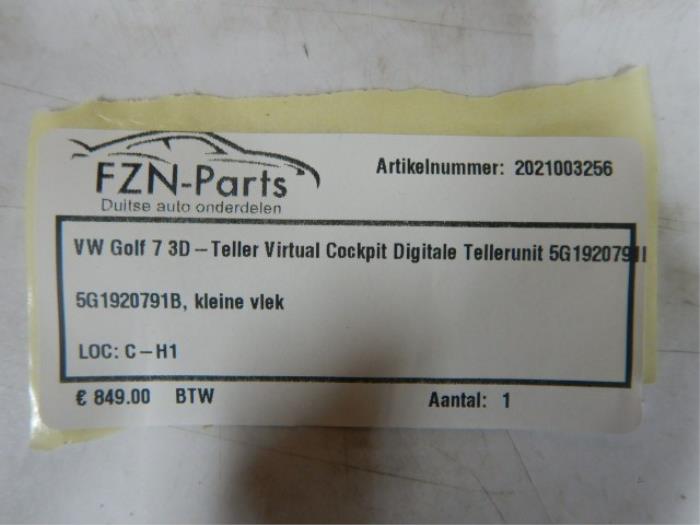 FZN-Parts
Duitse auto onderdelen
Artikelnummer: 2021003256
VW Golf 7 3D – Teller Virtual Cockpit Digitale Tellerunit
5G1920791B, kleine vlek
LOC: C – H1
€ 849.00 BTW
Aantal: 1